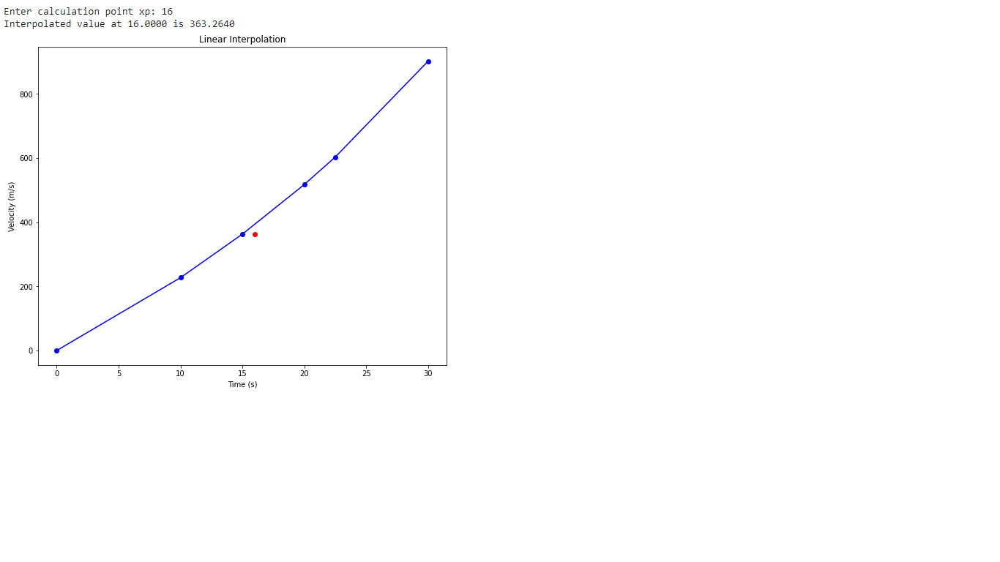 Enter calculation point xp: 16
Interpolated value at 16.0000 is 363.2640
Linear Interpolation
800
600
400
200
0
Velocity (m/s)
0 5 10 15 20 25 30
Time (s)